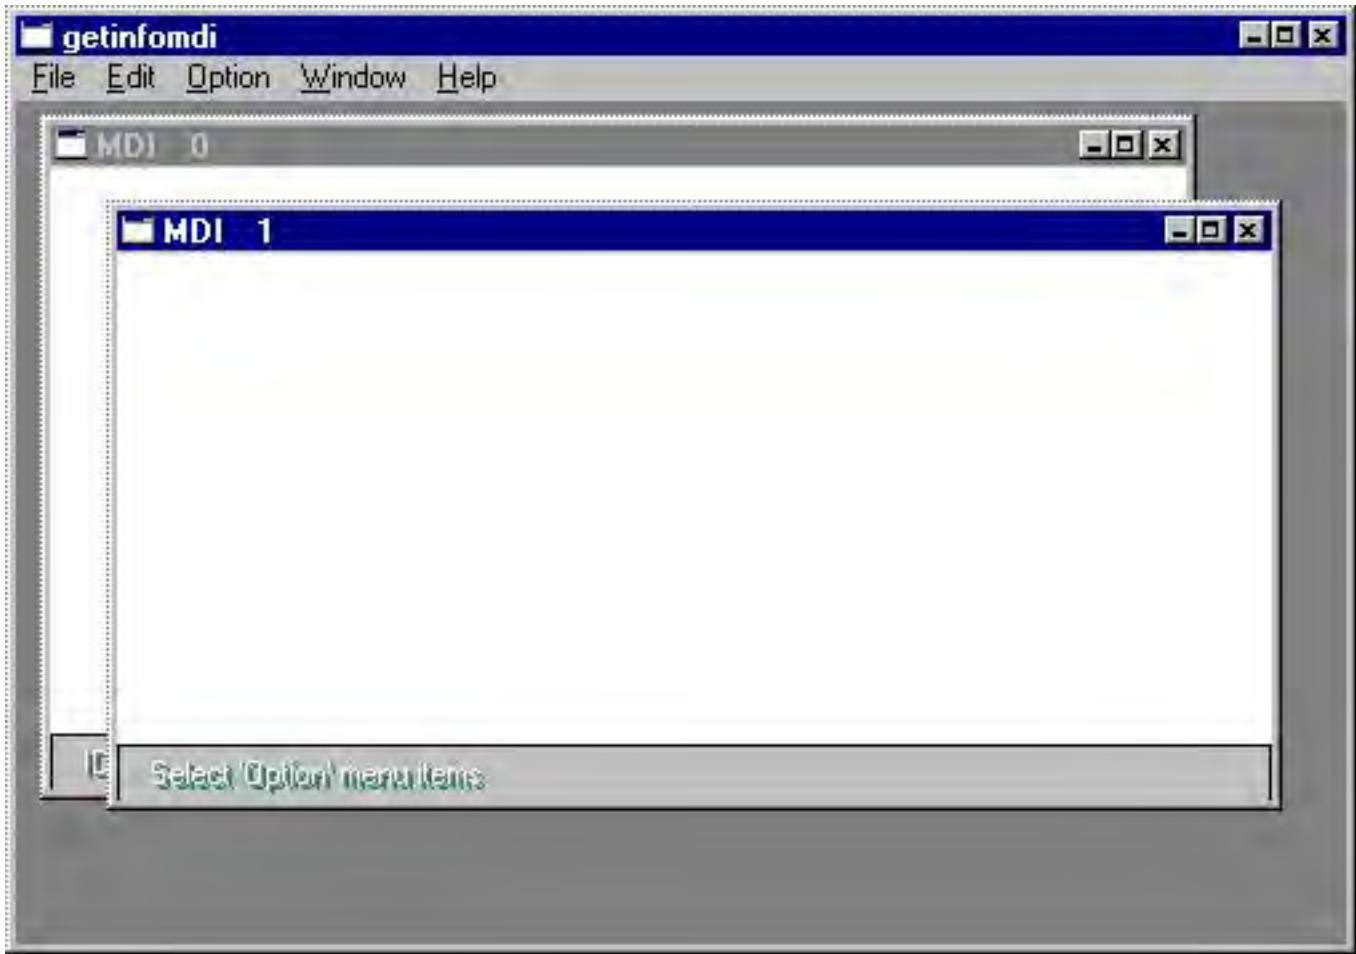 getinfomdi
File Edit Option Window Help
MDI 0
MDI 1
Select 'Option' menu items